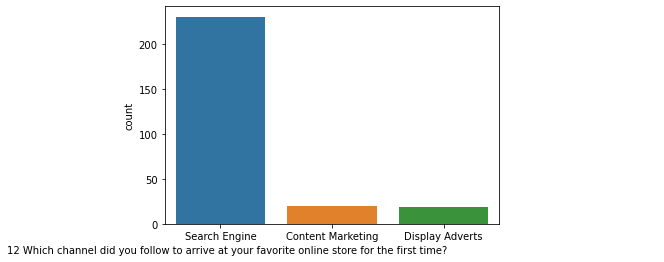 200
150
100
50
0
count
Search Engine Content Marketing Display Adverts
12 Which channel did you follow to arrive at your favorite online store for the first time?